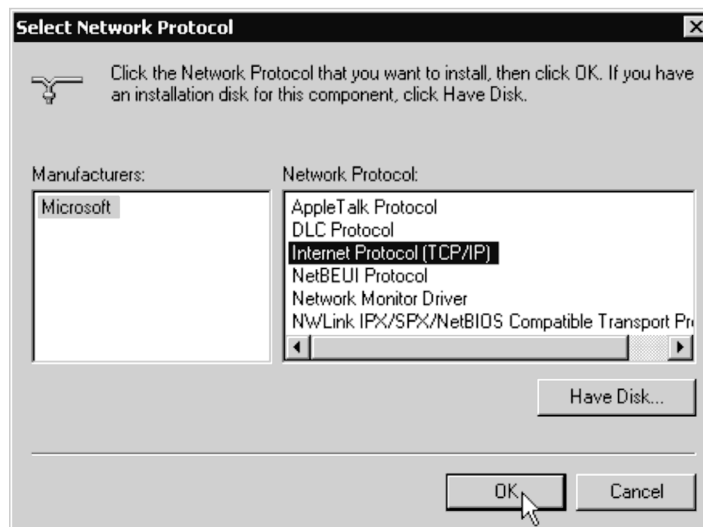 Select Network Protocol
Click the Network Protocol that you want to install, then click OK. If you have
an installation disk for this component, click Have Disk.
Manufacturers:
Microsoft
Network Protocol:
AppleTalk Protocol
DLC Protocol
Internet Protocol (TCP/IP)
NetBEUI Protocol
Network Monitor Driver
NWLink IPX/SPX/NetBIOS Compatible Transport Pr
Have Disk...
OK
Cancel